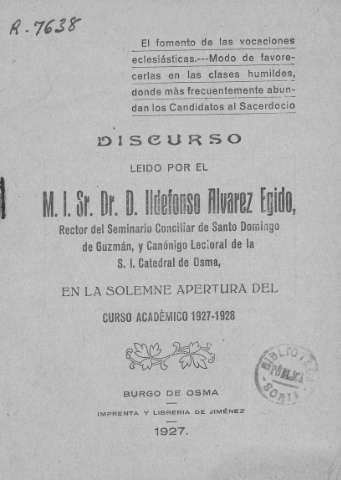 R-7638
El fomento de las vocaciones
eclesiásticas.---Modo de favore-
cerlas en las clases humildes,
donde más frecuentemente abun-
dan los Candidatos al Sacerdocio
DISCURSO
LEIDO POR EL
M. I. Sr. Dr. D. Ildefonso Alvarez Egido,
Rector del Seminario Conciliar de Santo Domingo
de Guzmán, y Canónigo Lectoral de la
S. I. Catedral de Osma,
EN LA SOLEMNE APERTURA DEL
CURSO ACADÉMICO 1927-1928
BURGO DE OSMA
IMPRENTA Y LIBRERIA DE JIMÉNEZ
1927.